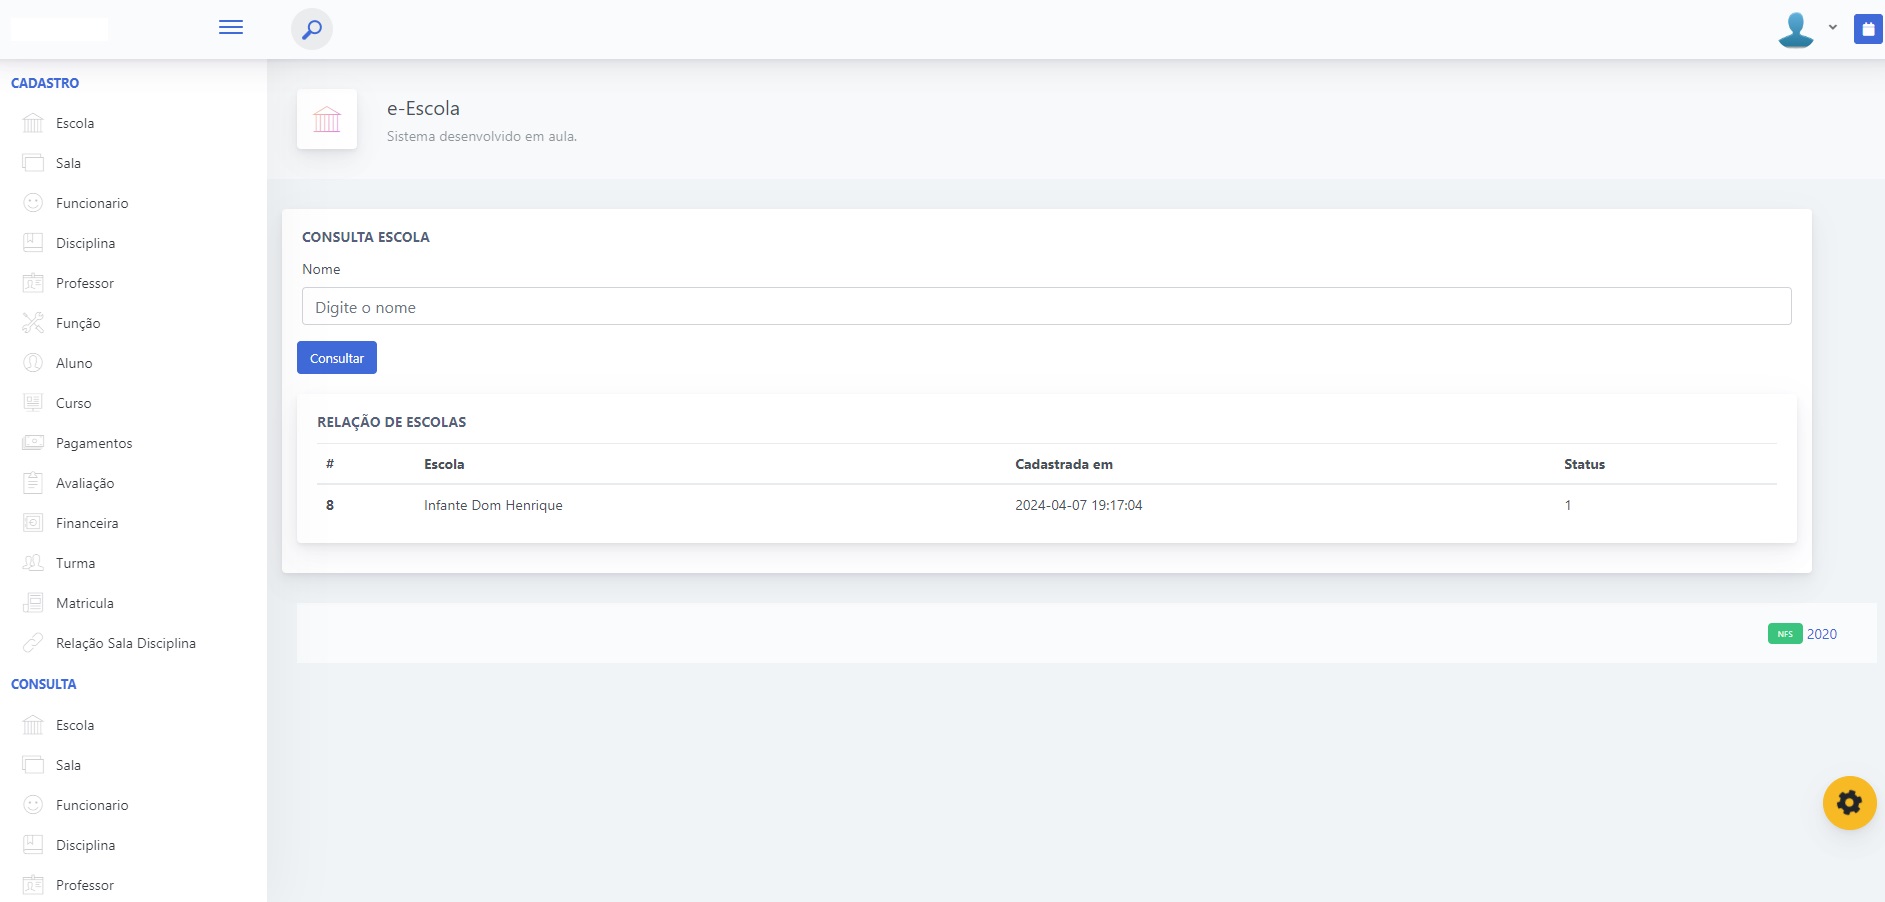 CADASTRO
Escola
Sala
Funcionario
Disciplina
Professor
Função
Aluno
Curso
Pagamentos
Avaliação
Financeira
Turma
Matricula
Relação Sala Disciplina
CONSULTA
Escola
Sala
Funcionario
Disciplina
Professor
e-Escola
Sistema desenvolvido em aula.
CONSULTA ESCOLA
Nome
Digite o nome
Consultar
RELAÇÃO DE ESCOLAS
# Escola Cadastrada em Status
8 Infante Dom Henrique 2024-04-07 19:17:04 1
NFS 2020